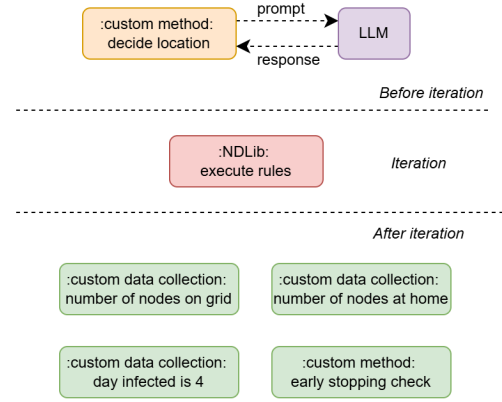 prompt
:custom method:
decide location
LLM
response
Before iteration
:NDLib:
execute rules
Iteration
After iteration
:custom data collection:
number of nodes on grid
:custom data collection:
number of nodes at home
:custom data collection:
day infected is 4
:custom method:
early stopping check